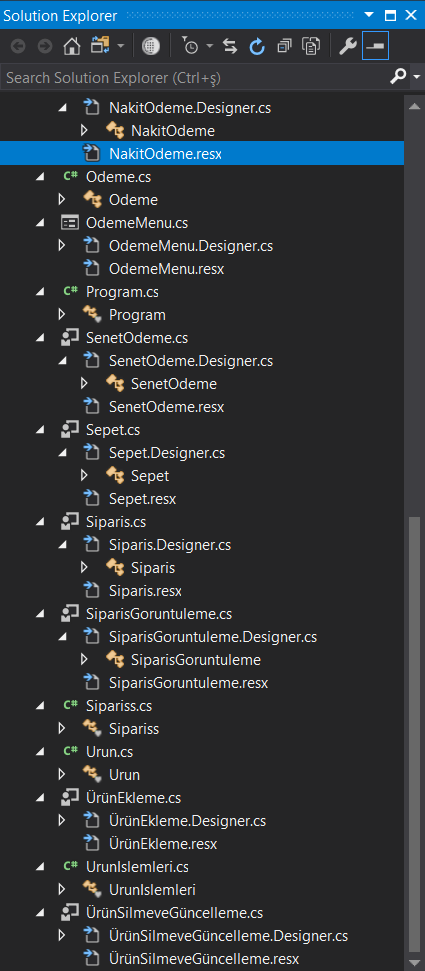 Solution Explorer
Search Solution Explorer (Ctrl+ş)
NakitOdeme.Designer.cs
NakitOdeme
NakitOdeme.resx
C# Odeme.cs
Odeme
OdemeMenu.cs
OdemeMenu.Designer.cs
OdemeMenu.resx
C# Program.cs
Program
SenetOdeme.cs
SenetOdeme.Designer.cs
SenetOdeme
SenetOdeme.resx
Sepet.cs
Sepet.Designer.cs
Sepet
Sepet.resx
Siparis.cs
Siparis.Designer.cs
Siparis
Siparis.resx
SiparisGoruntuleme.cs
SiparisGoruntuleme.Designer.cs
SiparisGoruntuleme
SiparisGoruntuleme.resx
C# Sipariss.cs
Sipariss
C# Urun.cs
Urun
ÜrünEkleme.cs
ÜrünEkleme.Designer.cs
ÜrünEkleme.resx
C# UrunIslemleri.cs
UrunIslemleri
ÜrünSilmeveGüncelleme.cs
ÜrünSilmeveGüncelleme.Designer.cs
ÜrünSilmeveGüncelleme.resx